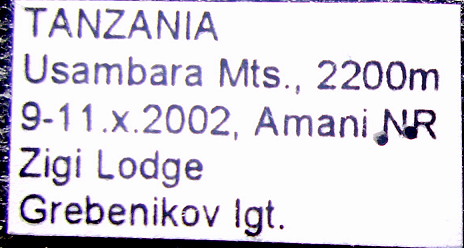 TANZANIA
Usambara Mts., 2200m
9-11.x.2002, Amani NR
Zigi Lodge
Grebenikov lgt.